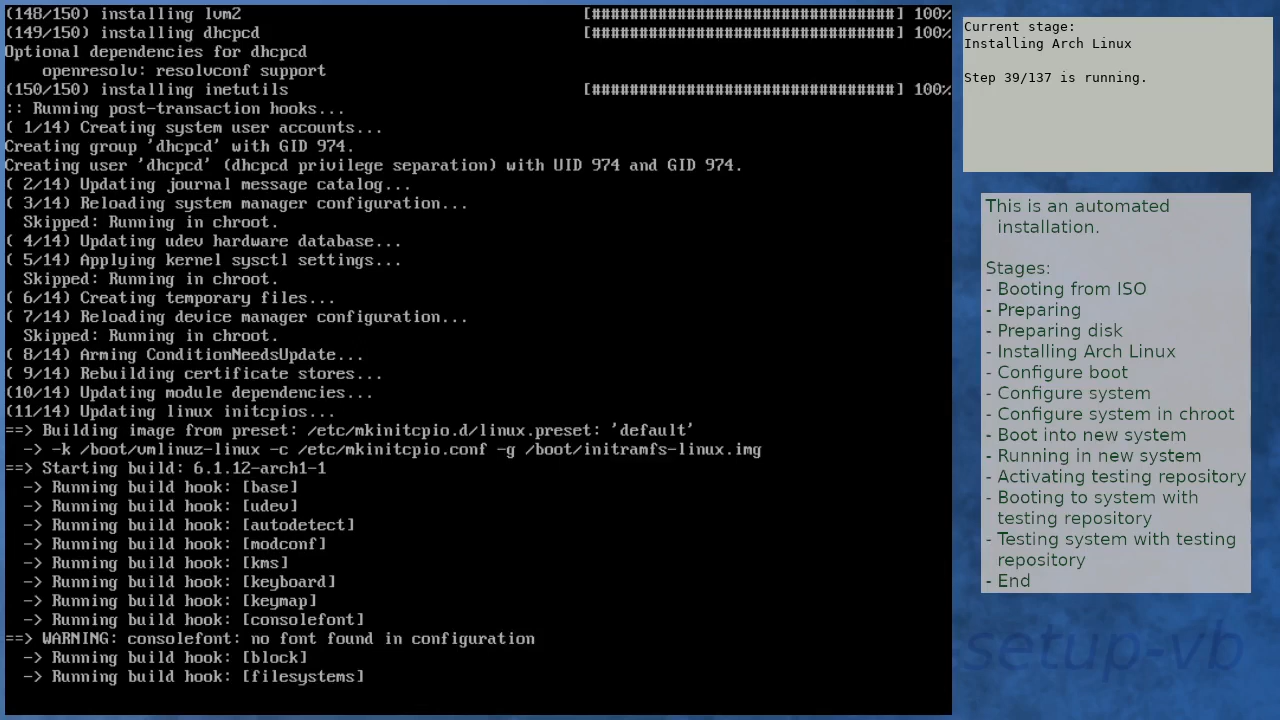 (148/150) installing lvm2 [################################] 100%
(149/150) installing dhcpcd [################################] 100%
Optional dependencies for dhcpcd
    openresolv: resolvconf support
(150/150) installing inetutils [################################] 100%
:: Running post-transaction hooks...
( 1/14) Creating system user accounts...
Creating group 'dhcpcd' with GID 974.
Creating user 'dhcpcd' (dhcpcd privilege separation) with UID 974 and GID 974.
( 2/14) Updating journal message catalog...
( 3/14) Reloading system manager configuration...
  Skipped: Running in chroot.
( 4/14) Updating udev hardware database...
( 5/14) Applying kernel sysctl settings...
  Skipped: Running in chroot.
( 6/14) Creating temporary files...
( 7/14) Reloading device manager configuration...
  Skipped: Running in chroot.
( 8/14) Arming ConditionNeedsUpdate...
( 9/14) Rebuilding certificate stores...
(10/14) Updating module dependencies...
(11/14) Updating linux initcpios...
==> Building image from preset: /etc/mkinitcpio.d/linux.preset: 'default'
  -> -k /boot/vmlinuz-linux -c /etc/mkinitcpio.conf -g /boot/initramfs-linux.img
==> Starting build: 6.1.12-arch1-1
  -> Running build hook: [base]
  -> Running build hook: [udev]
  -> Running build hook: [autodetect]
  -> Running build hook: [modconf]
  -> Running build hook: [kms]
  -> Running build hook: [keyboard]
  -> Running build hook: [keymap]
  -> Running build hook: [consolefont]
==> WARNING: consolefont: no font found in configuration
  -> Running build hook: [block]
  -> Running build hook: [filesystems]
Current stage:
Installing Arch Linux
Step 39/137 is running.
This is an automated
installation.
Stages:
- Booting from ISO
- Preparing
- Preparing disk
- Installing Arch Linux
- Configure boot
- Configure system
- Configure system in chroot
- Boot into new system
- Running in new system
- Activating testing repository
- Booting to system with
testing repository
- Testing system with testing
repository
- End
setup-vb